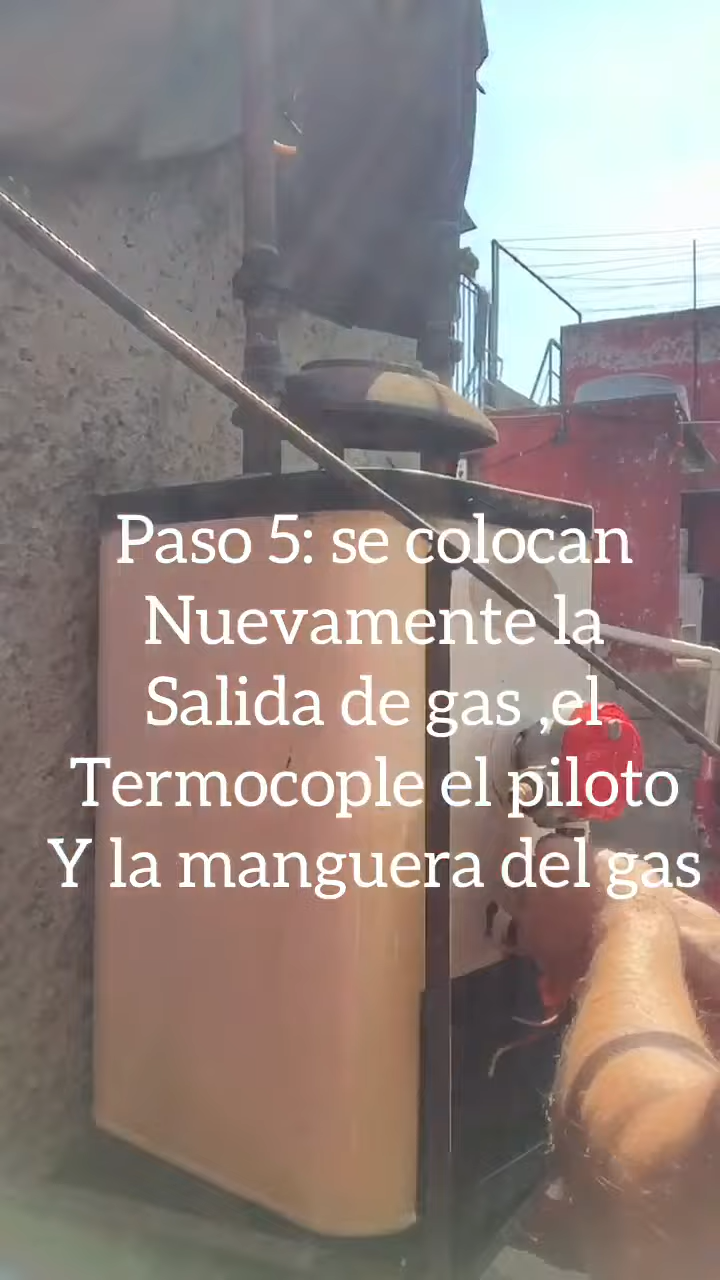 Paso 5: se colocan
Nuevamente la
Salida de gas ,el
Termocople el piloto
Y la manguera del gas